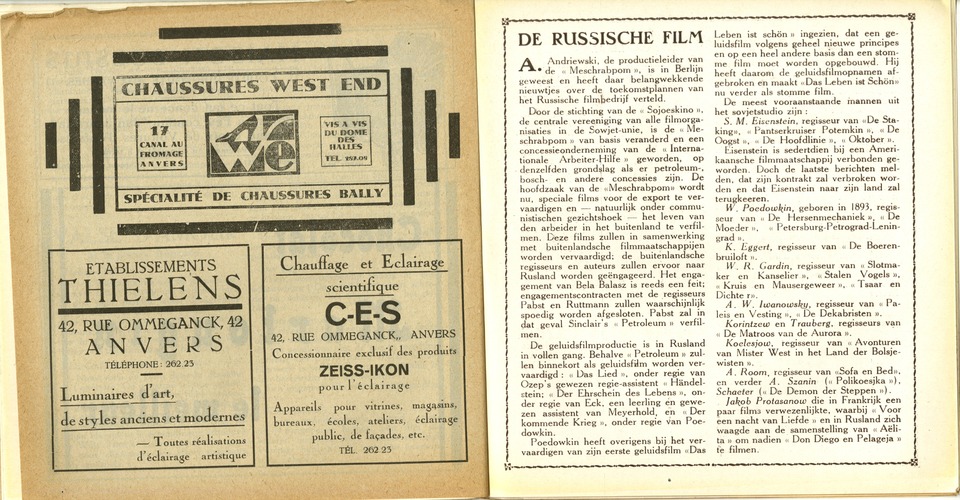 CHAUSSURES WEST END
17
CANAL AU
FROMAGE
ANVERS
We
VIS A VIS
DU DOME
DES
HALLES
TEL. 292.09
SPÉCIALITÉ DE CHAUSSURES BALLY
ETABLISSEMENTS
THIELENS
42, RUE OMMEGANCK, 42
ANVERS
TÉLÉPHONE : 262.23
Luminaires d'art,
de styles anciens et modernes
— Toutes réalisations
d'éclairage artistique
Chauffage et Eclairage
scientifique
C-E-S
42, RUE OMMEGANCK,, ANVERS
Concessionnaire exclusif des produits
ZEISS-IKON
pour l'éclairage
Appareils pour vitrines, magasins,
bureaux, écoles, ateliers, éclairage
public, de façades, etc.
TÉL. 262 23
DE RUSSISCHE FILM
A. Andriewski, de productieleider van
de « Meschrabpom », is in Berlijn
geweest en heeft daar belangwekkende
nieuwtjes over de toekomstplannen van
het Russische filmbedrijf verteld.
Door de stichting van de « Sojoeskino »,
de centrale vereeniging van alle filmorga-
nisaties in de Sowjet-unie, is de « Me-
schrabpom » van basis veranderd en een
concessieonderneming van de « Interna-
tionale Arbeiter-Hilfe » geworden, op
denzelfden grondslag als er petroleum-,
bosch- en andere concessies zijn. De
hoofdzaak van de «Meschrabpom» wordt
nu, speciale films voor de export te ver-
vaardigen en — natuurlijk onder commu-
nistischen gezichtshoek — het leven van
den arbeider in het buitenland te verfil-
men. Deze films zullen in samenwerking
met buitenlandsche filmmaatschappijen
worden vervaardigd; de buitenlandsche
regisseurs en auteurs zullen ervoor naar
Rusland worden geëngageerd. Het enga-
gement van Bela Balasz is reeds een feit;
engagementscontracten met de regisseurs
Pabst en Ruttmann zullen waarschijnlijk
spoedig worden afgesloten. Pabst zal in
dat geval Sinclair's « Petroleum » verfil-
men.
De geluidsfilmproductie is in Rusland
in vollen gang. Behalve « Petroleum » zul-
len binnekort als geluidsfilm worden ver-
vaardigd : « Das Lied », onder regie van
Ozep's gewezen regie-assistent « Händel-
stein; « Der Ehrschein des Lebens », on-
der regie van Eck, een leerling en gewe-
zen assistent van Meyerhold, en « Der
kommende Krieg », onder regie van Poe-
dowkin.
Poedowkin heeft overigens bij het ver-
vaardigen van zijn eerste geluidsfilm «Das
Leben ist schön » ingezien, dat een ge-
luidsfilm volgens geheel nieuwe principes
en op een heel andere basis dan een stom-
me film moet worden opgebouwd. Hij
heeft daarom de geluidsfilmopnamen af-
gebroken en maakt «Das Leben ist Schön»
nu verder als stomme film.
De meest vooraanstaande mannen uit
het sovjetstudio zijn :
S. M. Eisenstein, regisseur van «De Sta-
king», « Pantserkruiser Potemkin », « De
Oogst », « De Hoofdlinie », « Oktober ».
Eisenstein is sedertdien bij een Ameri-
kaansche filmmaatschappij verbonden ge-
worden. Doch de laatste berichten mel-
den, dat zijn kontrakt zal verbroken wor-
den en dat Eisenstein naar zijn land zal
terugkeeren.
W. Poedowkin, geboren in 1893, regis-
seur van « De Hersenmechaniek », « De
Moeder », « Petersburg-Petrograd-Lenin-
grad ».
K. Eggert, regisseur van « De Boeren-
bruiloft ».
W. R. Gardin, regisseur van « Slotma-
ker en Kanselier », « Stalen Vogels »,
« Kruis en Mausergeweer », « Tsaar en
Dichter».
A. W. Iwanowsky, regisseur van « Pa-
leis en Vesting », « De Dekabristen ».
Korintzew en Trauberg, regisseurs van
« De Matroos van de Aurora ».
Koelesjow, regisseur van « Avonturen
van Mister West in het Land der Bolsje-
wisten ».
A. Room, regisseur van «Sofa en Bed»,
en verder A. Szanin (« Polikoesjka »),
Schaeter (« De Demon der Steppen »).
Jakob Protasanow die in Frankrijk een
paar films verwezenlijkte, waarbij « Voor
een nacht van Liefde » en in Rusland zich
waagde aan de samenstelling van « Aëli-
ta » om nadien « Don Diego en Pelageja »
te filmen.